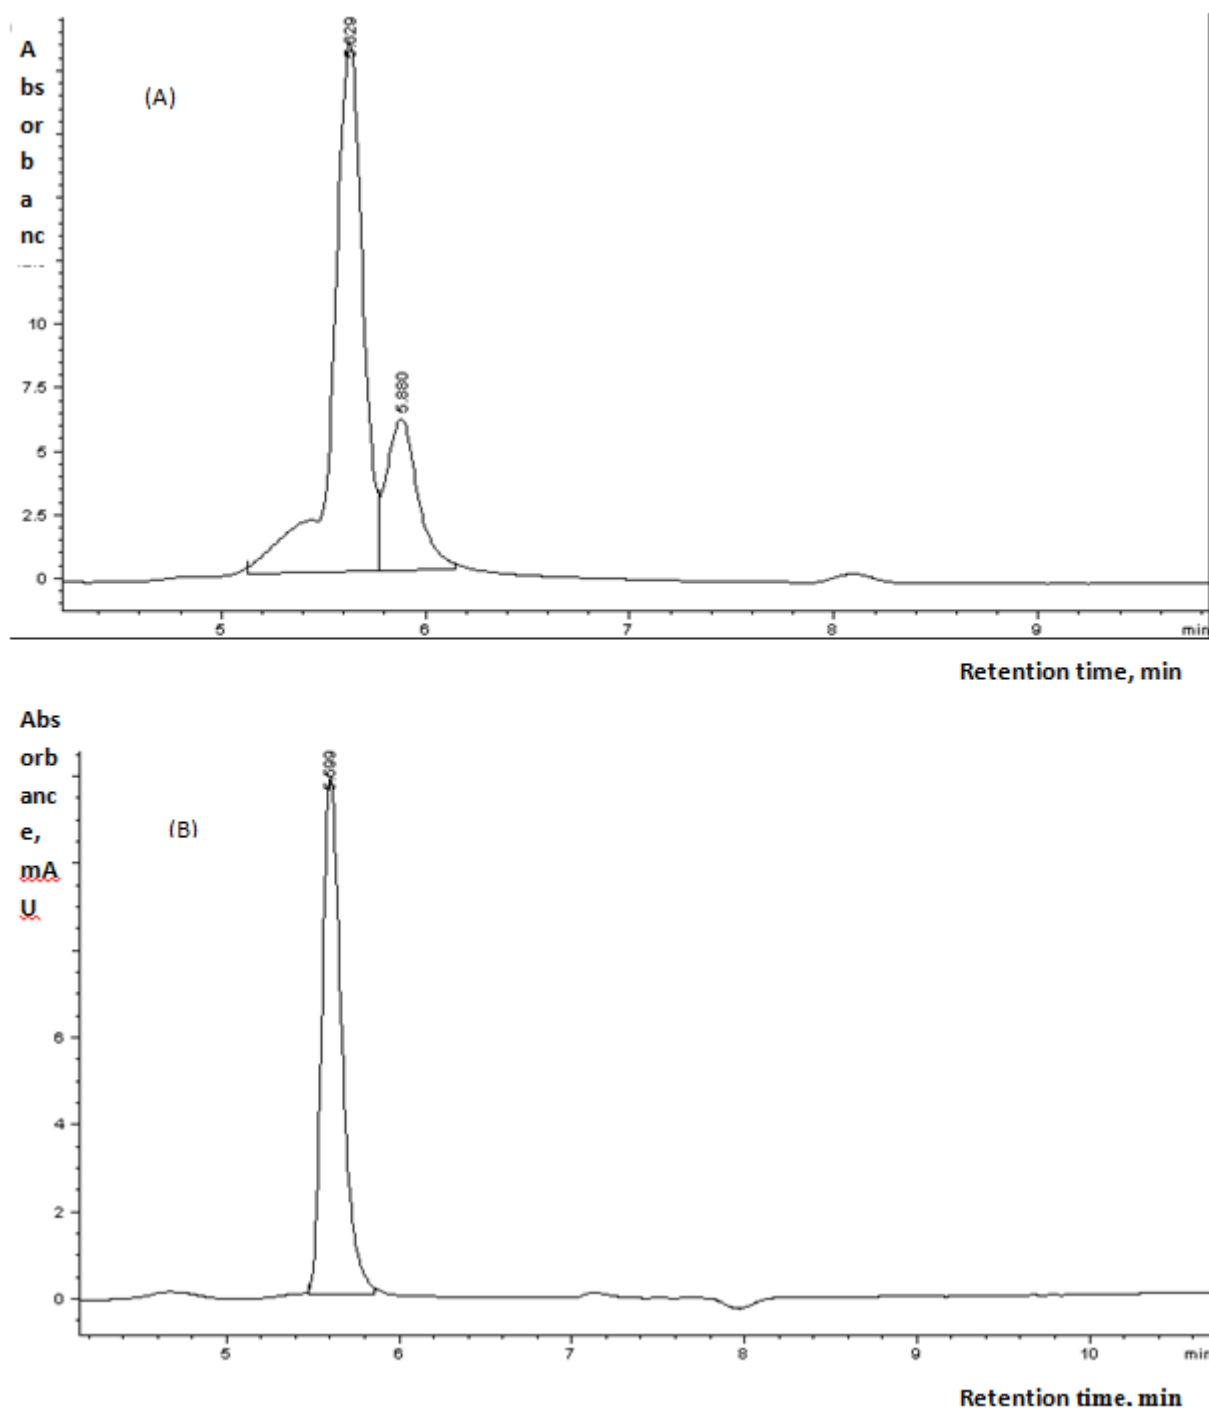 A
bs
or
b
a
nc
(A)
5.629
5.880
10
7.5
5
2.5
0
5 6 7 8 9 min
Retention time, min
Abs
orb
anc
e,
mA
U
(B)
5.599
6
4
2
0
5 6 7 8 9 10 min
Retention time. min